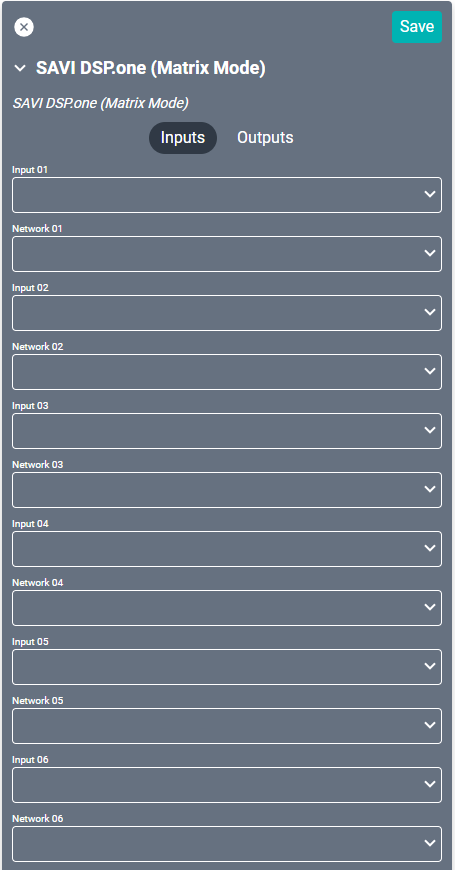 Save
SAVI DSP.one (Matrix Mode)
SAVI DSP.one (Matrix Mode)
Inputs Outputs
Input 01
Network 01
Input 02
Network 02
Input 03
Network 03
Input 04
Network 04
Input 05
Network 05
Input 06
Network 06